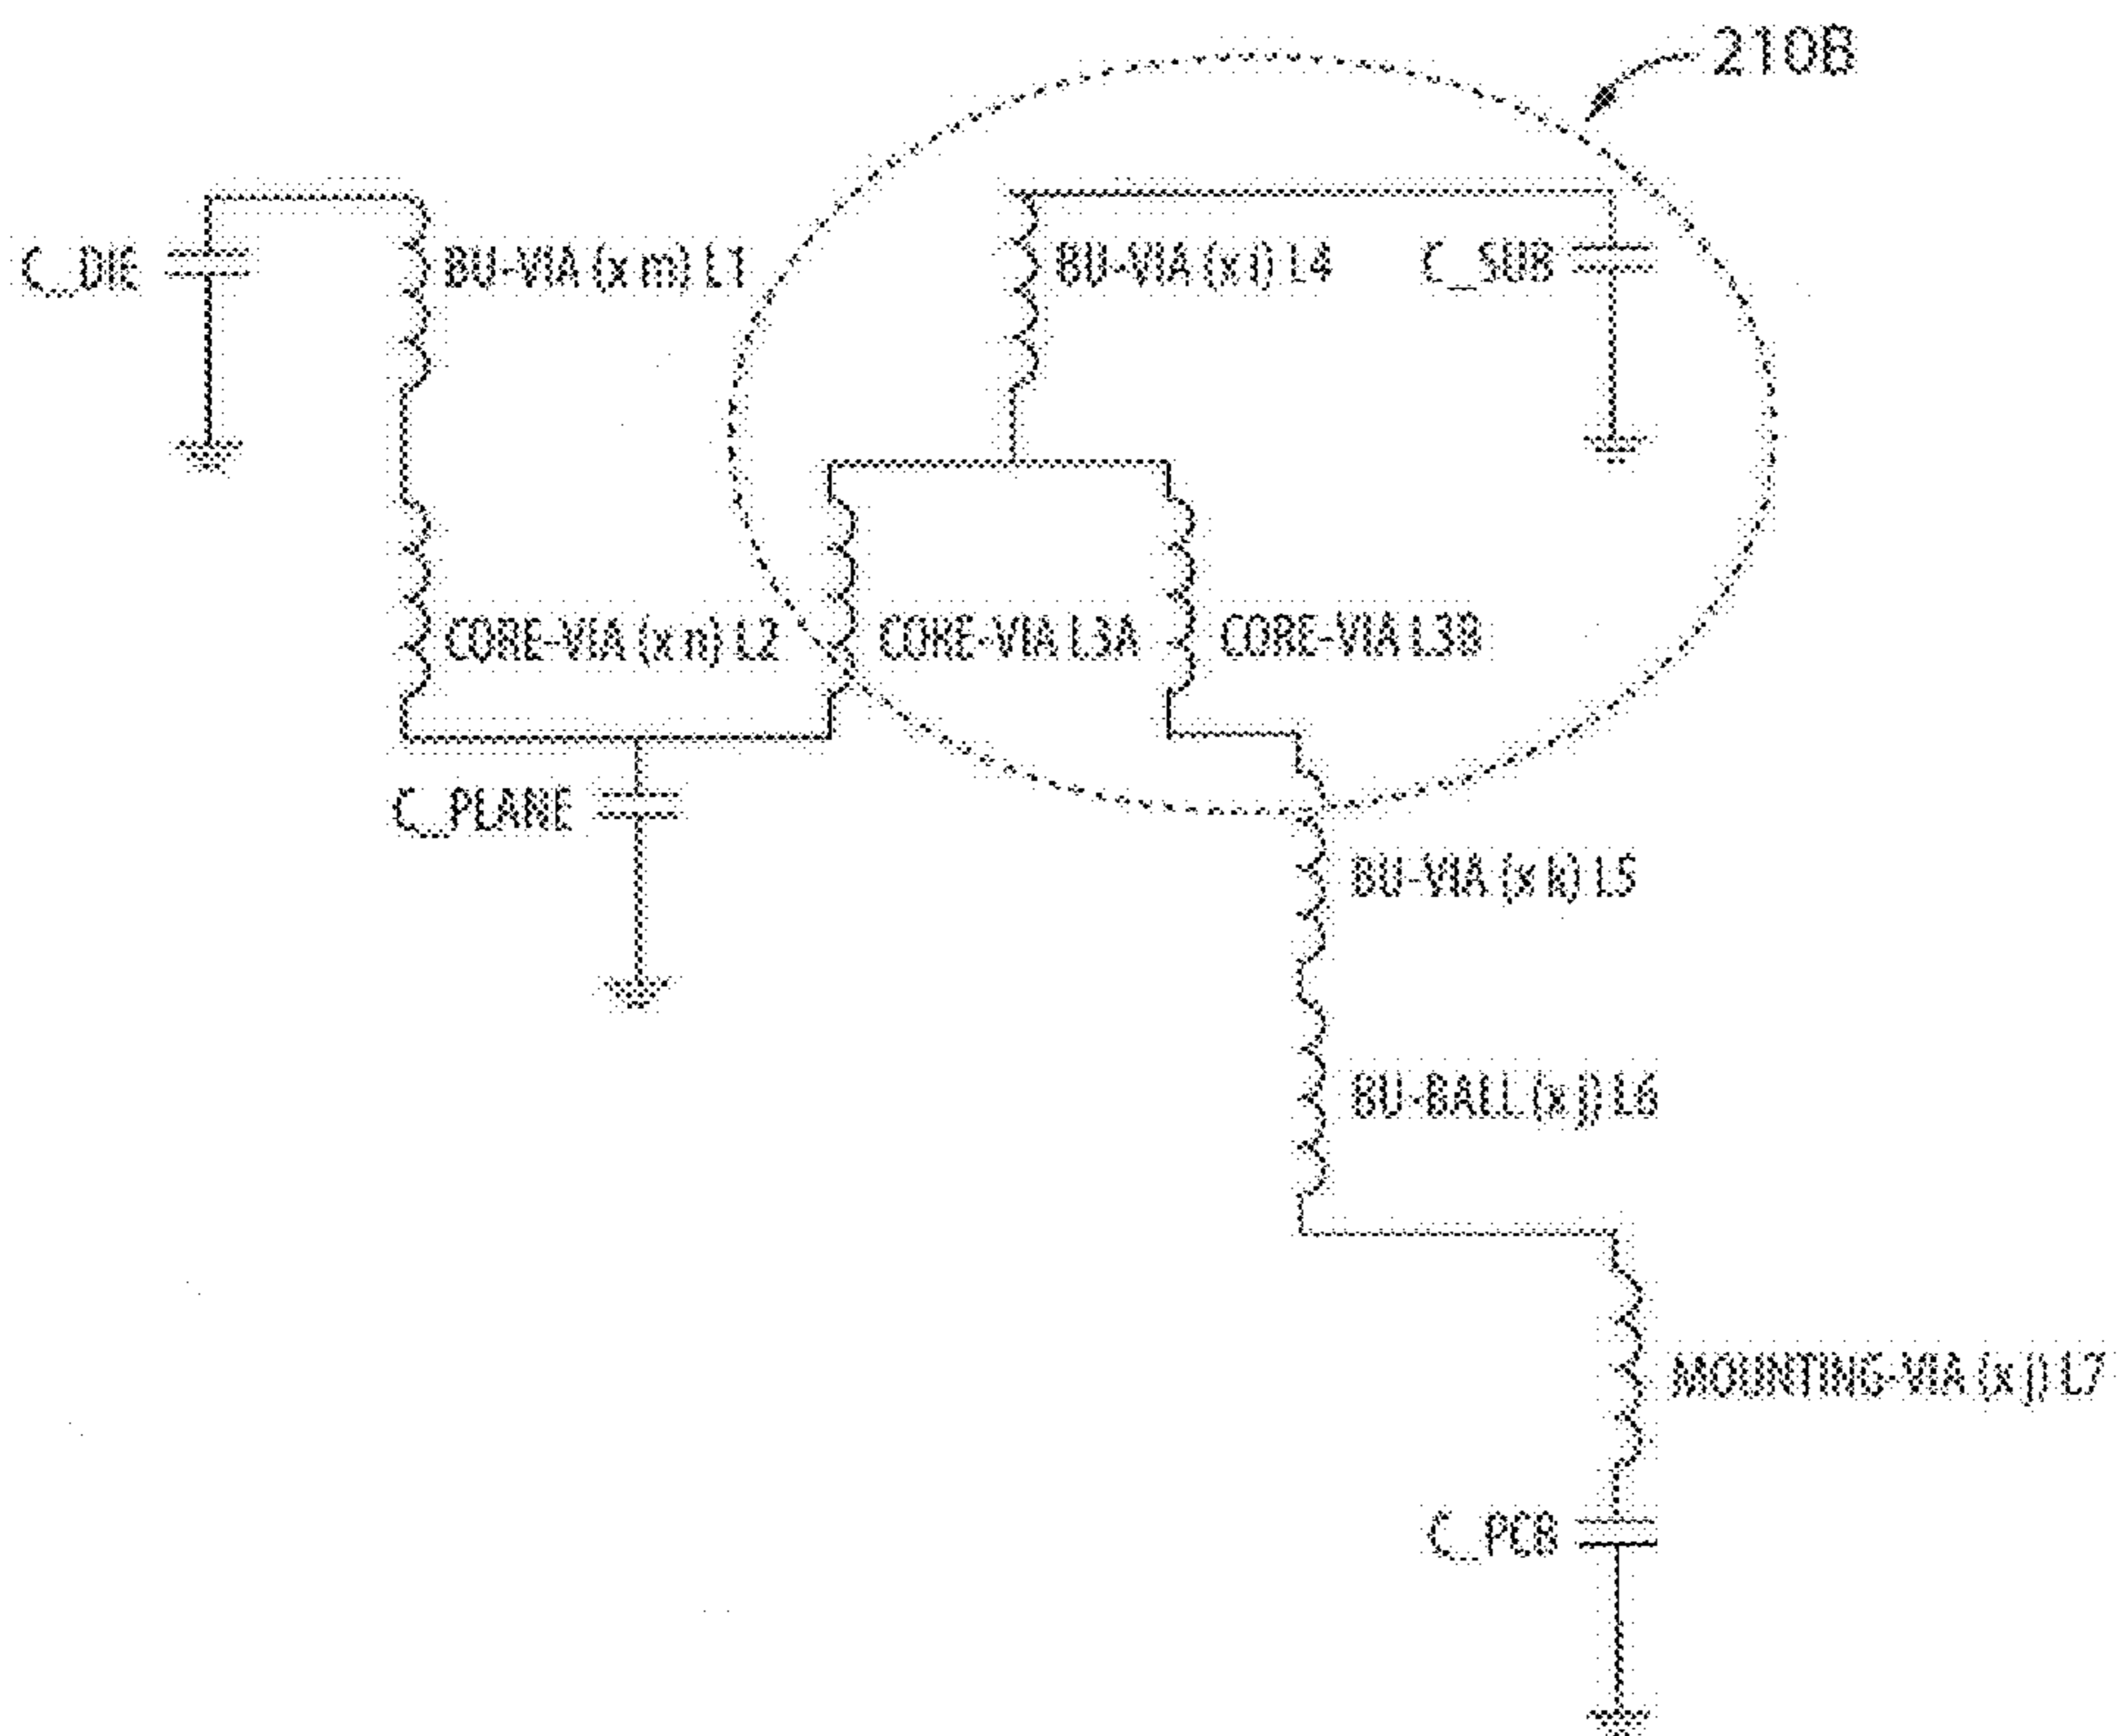 210B
C_DIE
BU-VIA (x m) L1
BU-VIA (x i) L4
C_SUB
CORE-VIA (x n) L2
CORE-VIA L3A
CORE-VIA L3B
C_PLANE
BU-VIA (x k) L5
BU-BALL (x j) L6
MOUNTING-VIA (x j) L7
C_PCB